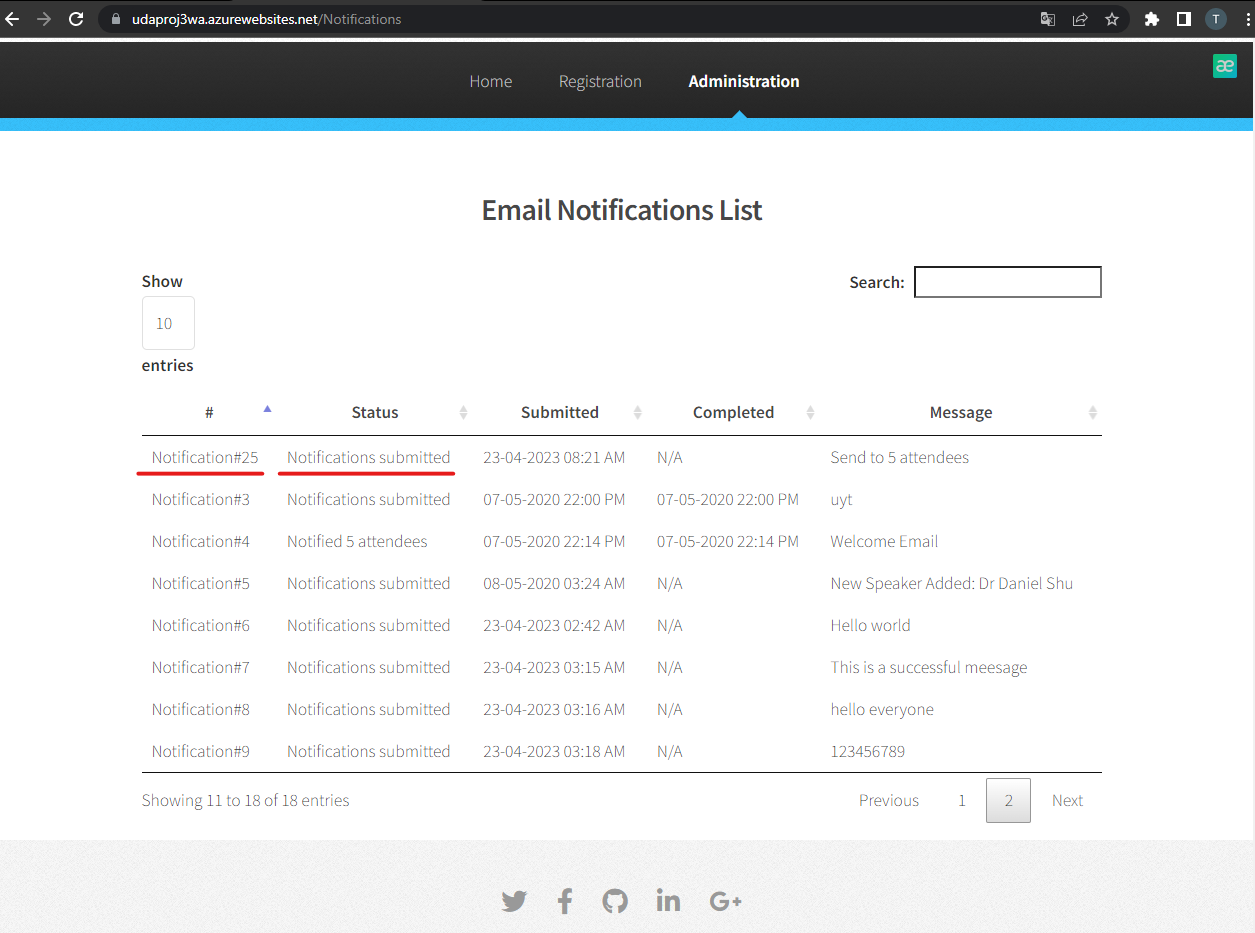 udaproj3wa.azurewebsites.net/Notifications T
Home Registration Administration
æ
Email Notifications List
Show
Search:
10
entries
# Status Submitted Completed Message
Notification#25 Notifications submitted 23-04-2023 08:21 AM N/A Send to 5 attendees
Notification#3 Notifications submitted 07-05-2020 22:00 PM 07-05-2020 22:00 PM uyt
Notification#4 Notified 5 attendees 07-05-2020 22:14 PM 07-05-2020 22:14 PM Welcome Email
Notification#5 Notifications submitted 08-05-2020 03:24 AM N/A New Speaker Added: Dr Daniel Shu
Notification#6 Notifications submitted 23-04-2023 02:42 AM N/A Hello world
Notification#7 Notifications submitted 23-04-2023 03:15 AM N/A This is a successful meesage
Notification#8 Notifications submitted 23-04-2023 03:16 AM N/A hello everyone
Notification#9 Notifications submitted 23-04-2023 03:18 AM N/A 123456789
Showing 11 to 18 of 18 entries Previous 1 2 Next
in G+